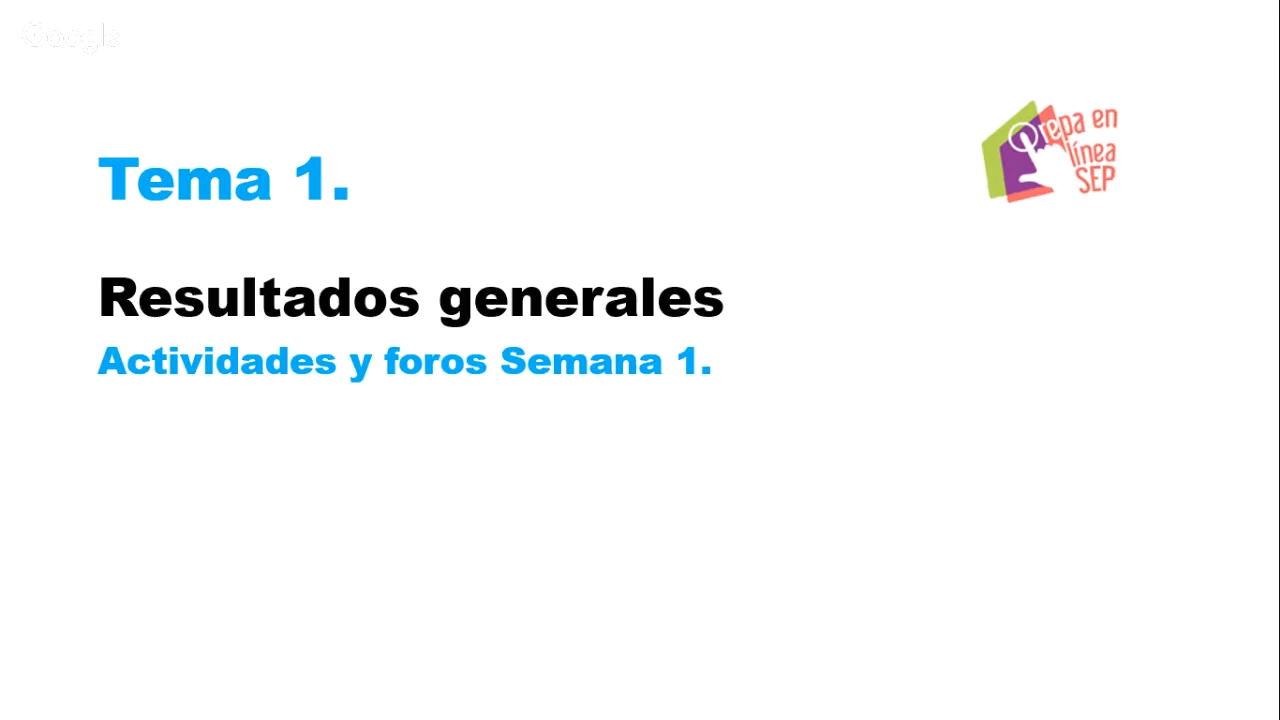 Google
Prepa en
línea
SEP
Tema 1.
Resultados generales
Actividades y foros Semana 1.